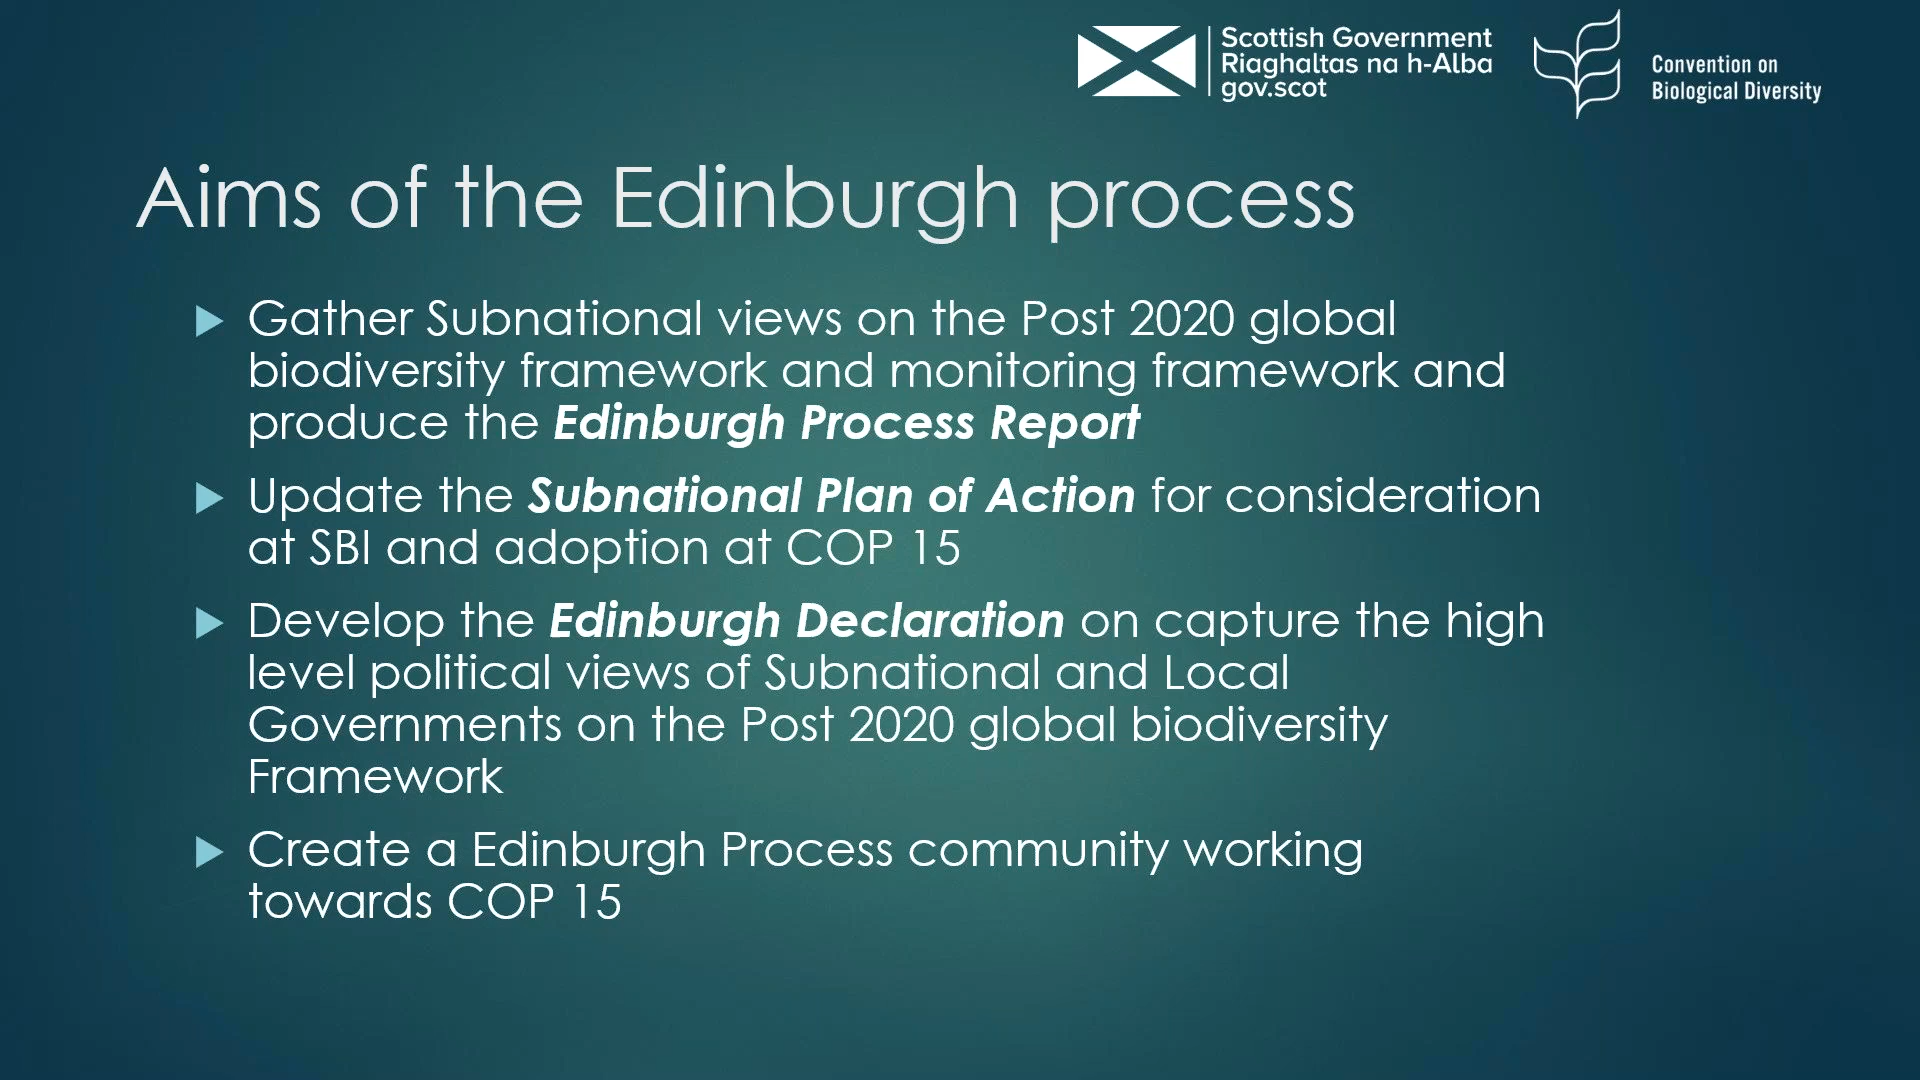 Scottish Government
Riaghaltas na h-Alba
gov.scot
Convention on
Biological Diversity
Aims of the Edinburgh process
Gather Subnational views on the Post 2020 global
biodiversity framework and monitoring framework and
produce the Edinburgh Process Report
Update the Subnational Plan of Action for consideration
at SBI and adoption at COP 15
Develop the Edinburgh Declaration on capture the high
level political views of Subnational and Local
Governments on the Post 2020 global biodiversity
Framework
Create a Edinburgh Process community working
towards COP 15